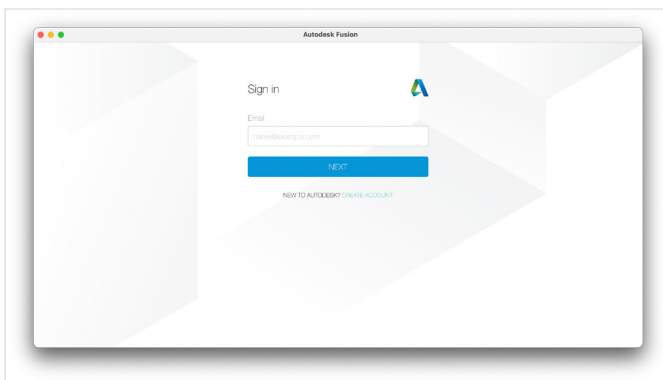 Autodesk Fusion
Sign in
Email
name@example.com
NEXT
NEW TO AUTODESK? CREATE ACCOUNT